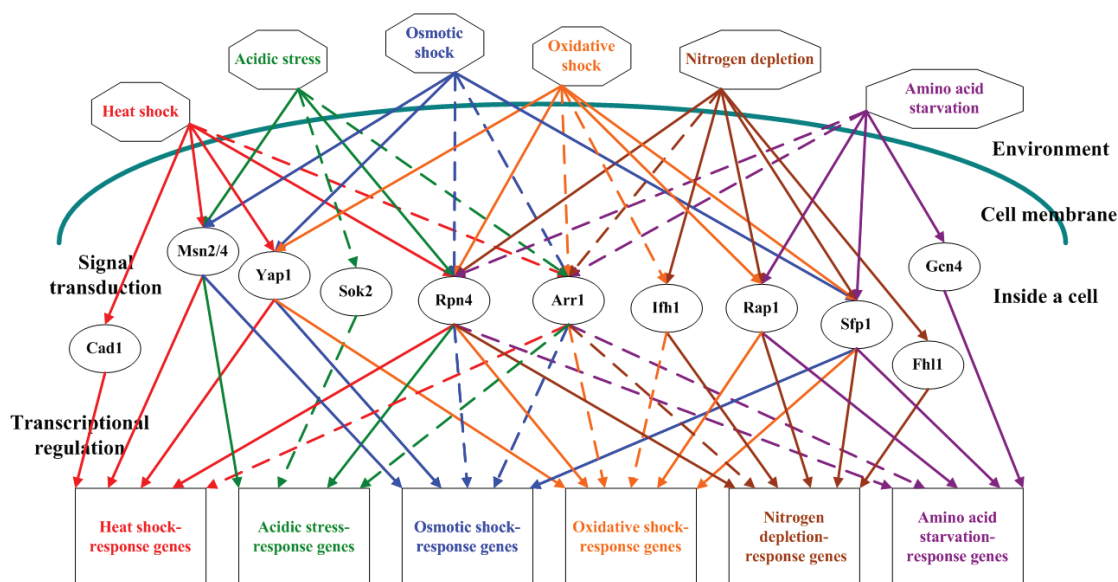 Osmotic
shock
Acidic stress
Oxidative
shock
Nitrogen depletion
Heat shock
Amino acid
starvation
Environment
Cell membrane
Inside a cell
Signal
transduction
Msn2/4
Yap1
Sok2
Rpn4
Arr1
Ifh1
Rap1
Sfp1
Gcn4
Cad1
Fhl1
Transcriptional
regulation
Heat shock-
response genes
Acidic stress-
response genes
Osmotic shock-
response genes
Oxidative shock-
response genes
Nitrogen
depletion-
response genes
Amino acid
starvation-
response genes